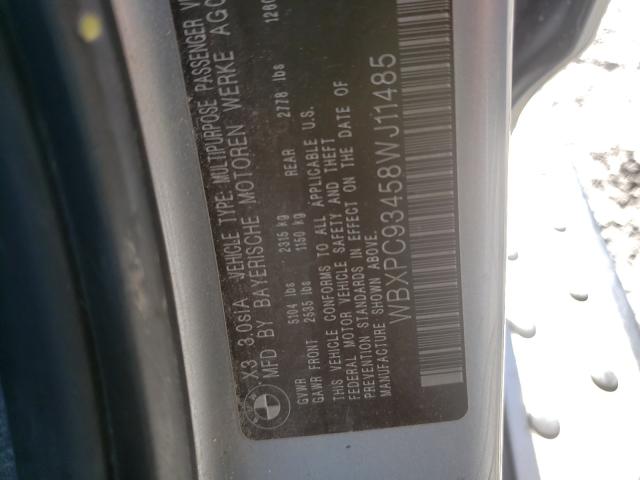 X3 3.0siA VEHICLE TYPE: MULTIPURPOSE PASSENGER
MFD BY BAYERISCHE MOTOREN WERKE AG
GVWR 5104 lbs 2315 kg
GAWR FRONT 2535 lbs 1150 kg REAR 2778 lbs
THIS VEHICLE CONFORMS TO ALL APPLICABLE U.S.
FEDERAL MOTOR VEHICLE SAFETY AND THEFT
PREVENTION STANDARDS IN EFFECT ON THE DATE OF
MANUFACTURE SHOWN ABOVE.
WBXPC93458WJ11485